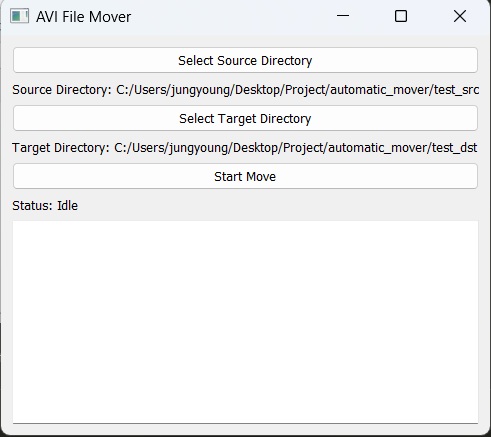 AVI File Mover
Select Source Directory
Source Directory: C:/Users/jungyoung/Desktop/Project/automatic_mover/test_src
Select Target Directory
Target Directory: C:/Users/jungyoung/Desktop/Project/automatic_mover/test_dst
Start Move
Status: Idle